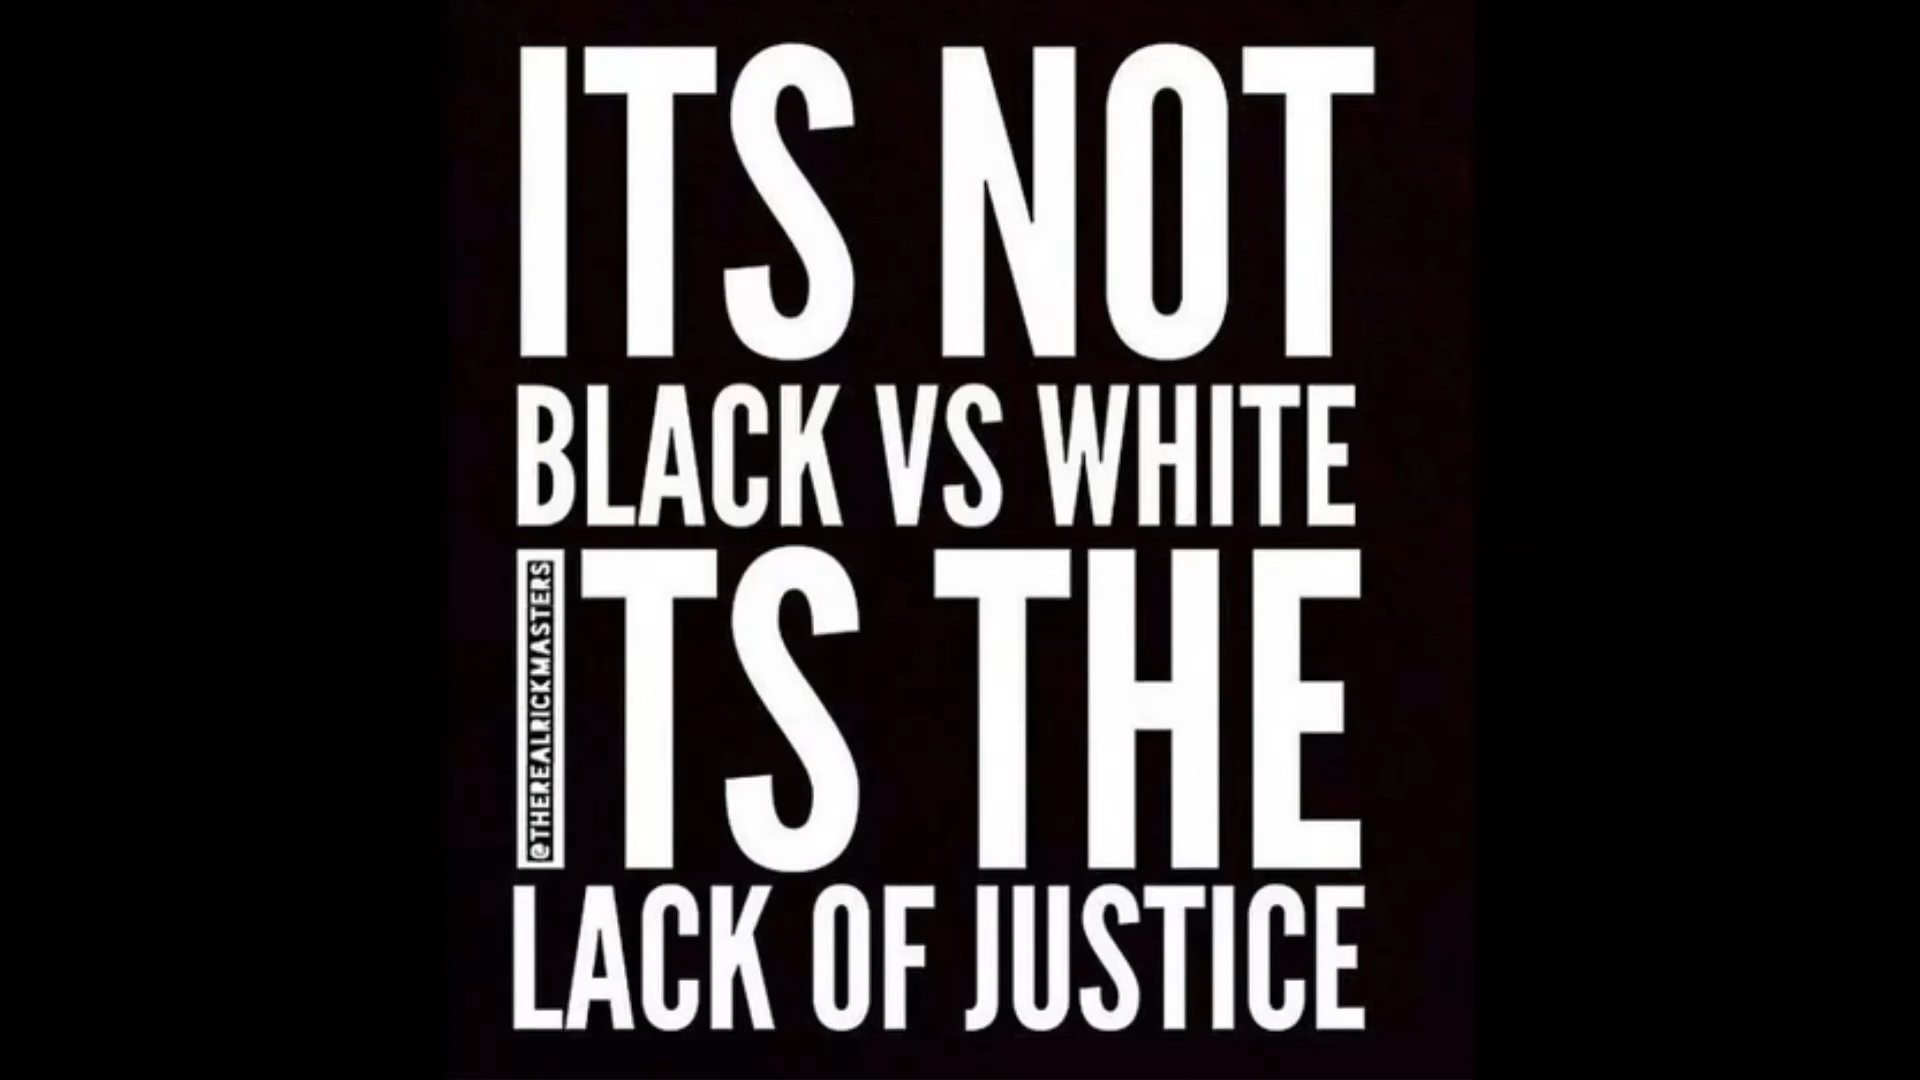 ITS NOT
BLACK VS WHITE
ITS THE
@THEREALRICKMASTERS
LACK OF JUSTICE